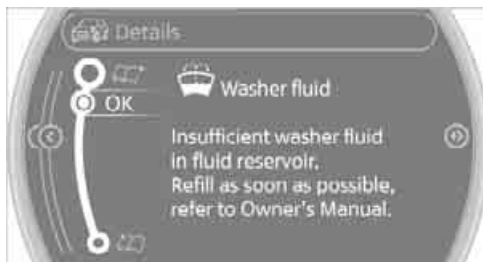 Details
OK
Washer fluid
Insufficient washer fluid
in fluid reservoir.
Refill as soon as possible,
refer to Owner's Manual.